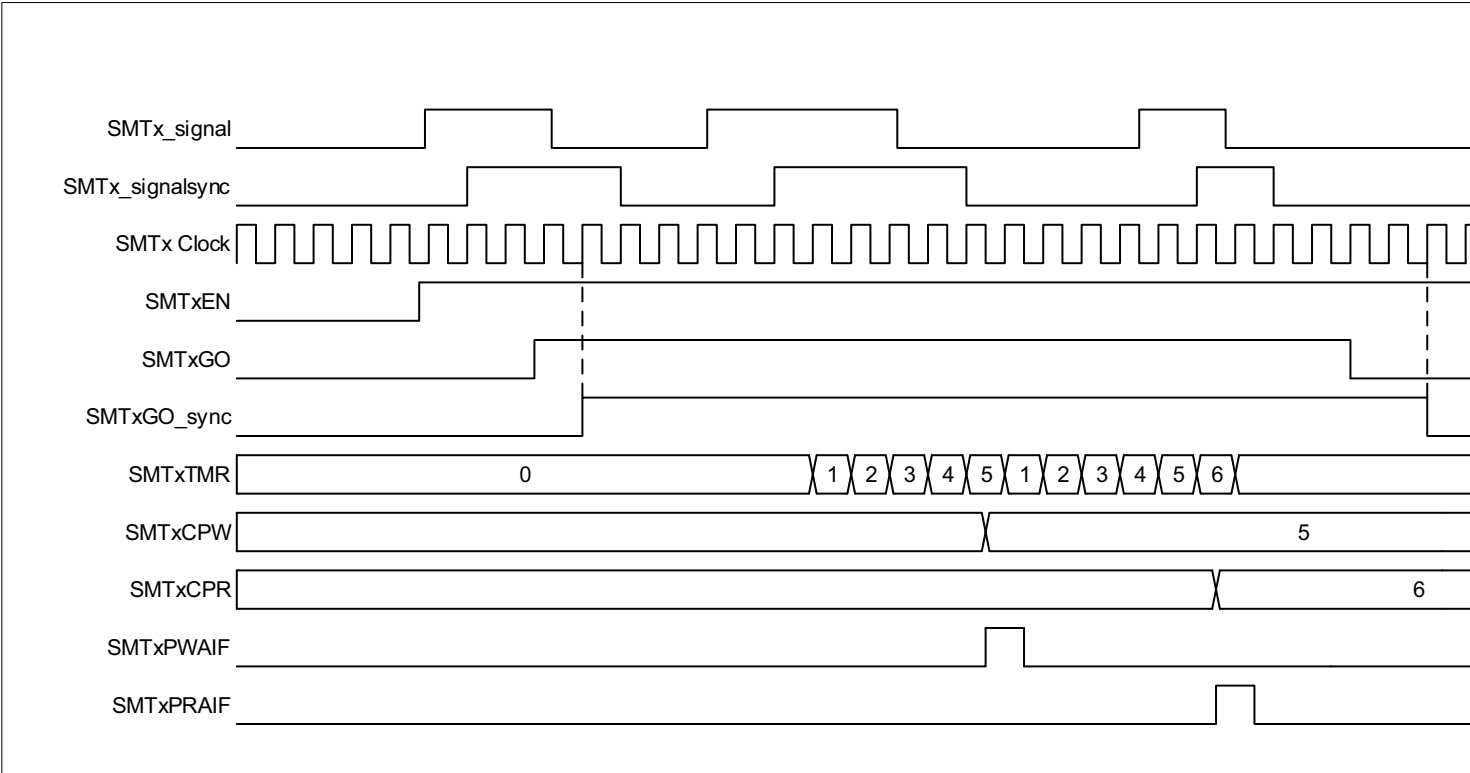 SMTx_signal
SMTx_signalsync
SMTx Clock
SMTxEN
SMTxGO
SMTxGO_sync
SMTxTMR 0 1 2 3 4 5 1 2 3 4 5 6
SMTxCPW 5
SMTxCPR 6
SMTxPWAIF
SMTxPRAIF